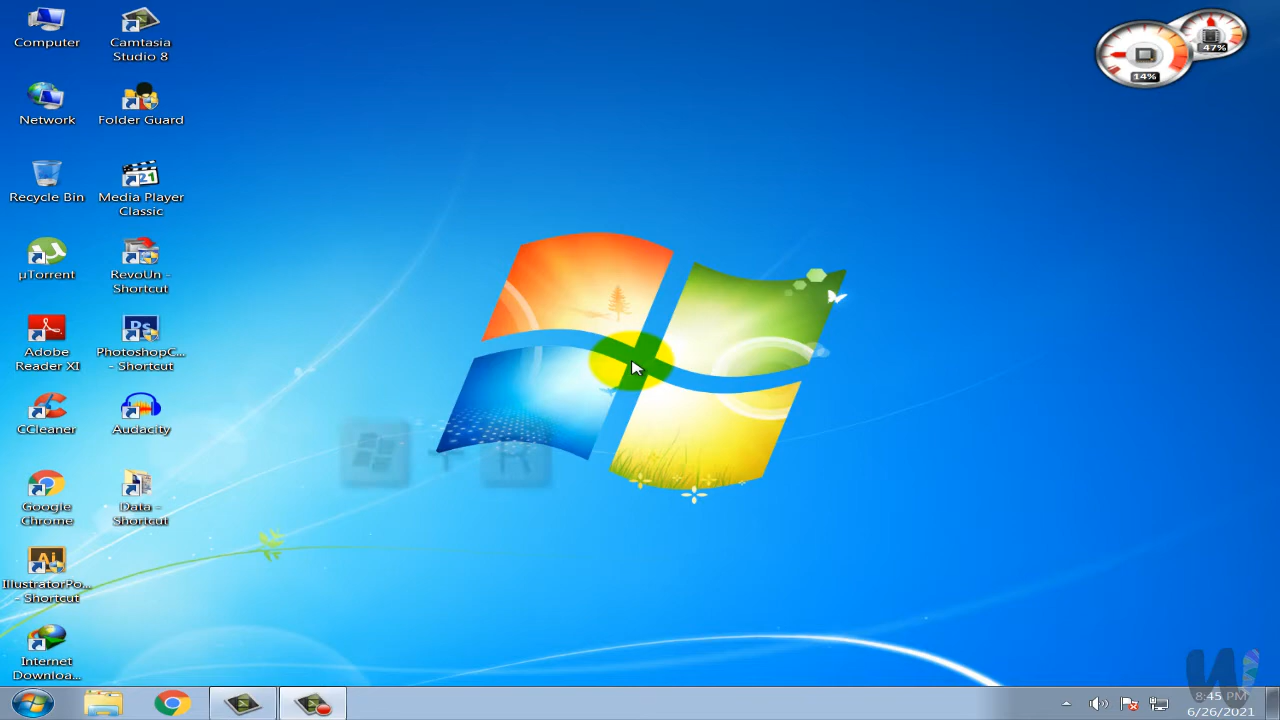 Computer
Camtasia
Studio 8
Network
Folder Guard
Recycle Bin
Media Player
Classic
µTorrent
RevoUn -
Shortcut
Adobe
Reader XI
PhotoshopC...
- Shortcut
CCleaner
Audacity
Google
Chrome
Data -
Shortcut
IllustratorPo...
- Shortcut
Internet
Downloa...
14%
47%
+ R
8:45 PM
6/26/2021